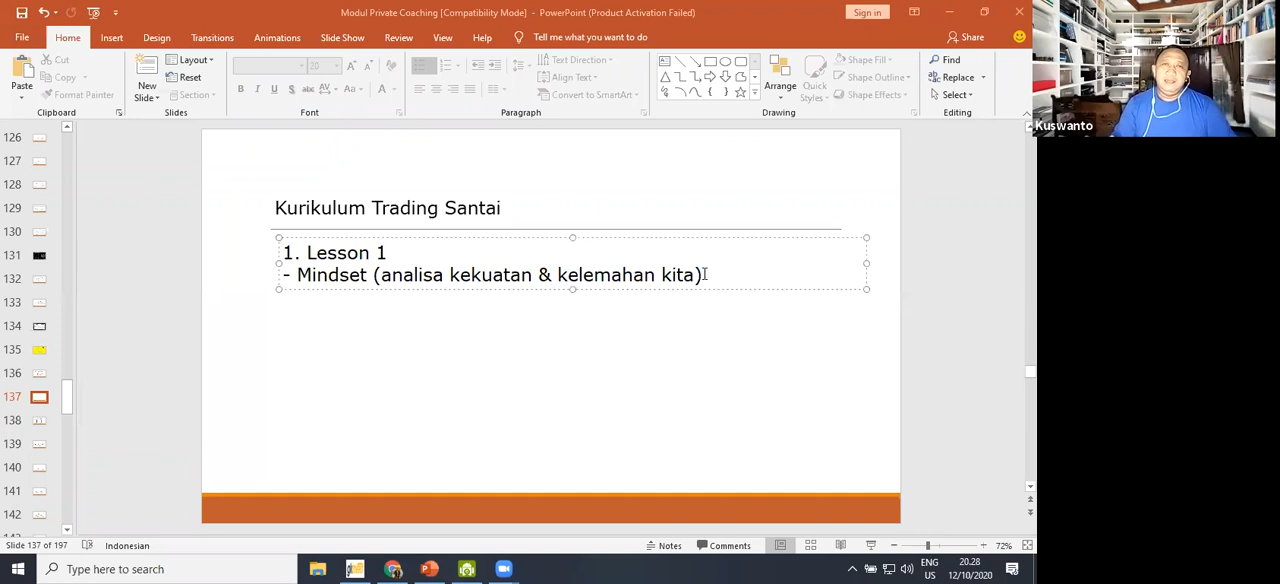 Modul Private Coaching [Compatibility Mode] - PowerPoint (Product Activation Failed)
Sign in
File Home Insert Design Transitions Animations Slide Show Review View Help Tell me what you want to do Share
Paste
Cut
Copy
Format Painter
Clipboard
New Slide
Layout
Reset
Section
Slides
20
B I U S abc AV Aa A
Font
Text Direction
Align Text
Convert to SmartArt
Paragraph
Arrange
Quick Styles
Shape Fill
Shape Outline
Shape Effects
Drawing
Find
Replace
Select
Editing
Kuswanto
126
127
128
129
130
131
132
133
134
135
136
137
138
139
140
141
142
Kurikulum Trading Santai
1. Lesson 1
- Mindset (analisa kekuatan & kelemahan kita)
Slide 137 of 197 Indonesian Notes Comments 72%
Type here to search
ENG
US
20.28
12/10/2020